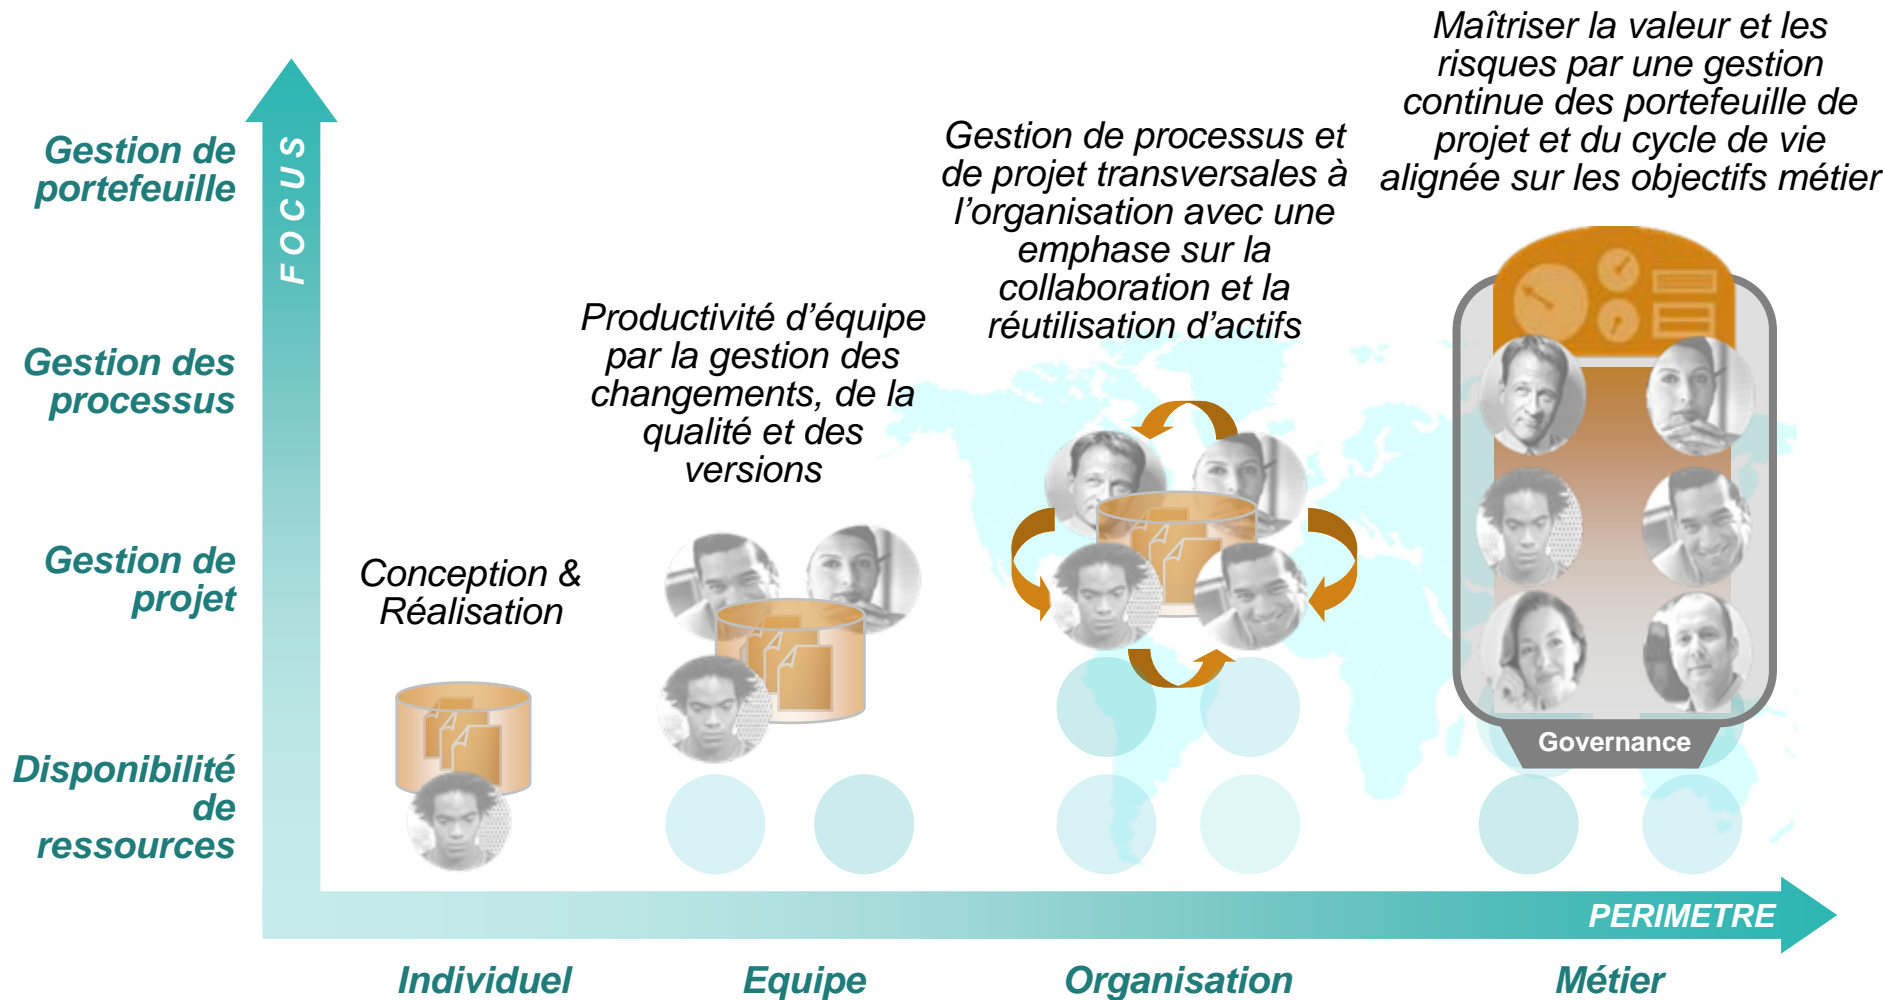 Maîtriser la valeur et les
risques par une gestion
continue des portefeuille de
projet et du cycle de vie
alignée sur les objectifs métier
Gestion de processus et
de projet transversales à
l’organisation avec une
emphase sur la
collaboration et la
réutilisation d’actifs
Productivité d’équipe
par la gestion des
changements, de la
qualité et des
versions
Conception &
Réalisation
FOCUS
Gestion de
portefeuille
Gestion des
processus
Gestion de
projet
Disponibilité
de
ressources
Governance
PERIMETRE
Individuel
Equipe
Organisation
Métier